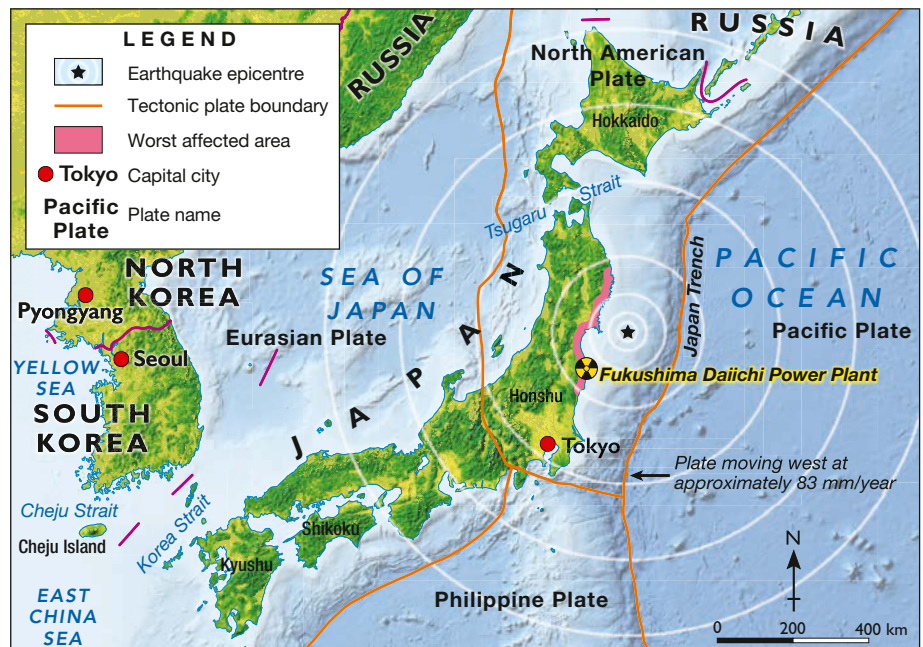 LEGEND
Earthquake epicentre
Tectonic plate boundary
Worst affected area
Tokyo Capital city
Pacific
Plate Plate name
RUSSIA
RUSSIA
North American
Plate
Hokkaido
Tsugaru Strait
NORTH
KOREA
Pyongyang
SEA OF
JAPAN
PACIFIC
OCEAN
Japan Trench
Pacific Plate
Eurasian Plate
JAPAN
Seoul
YELLOW
SEA
SOUTH
KOREA
Fukushima Daiichi Power Plant
Honshu
Tokyo
Plate moving west at
approximately 83 mm/year
Cheju Strait
Cheju Island
Korea Strait
Shikoku
Kyushu
N
Philippine Plate
EAST
CHINA
SEA
0 200 400 km